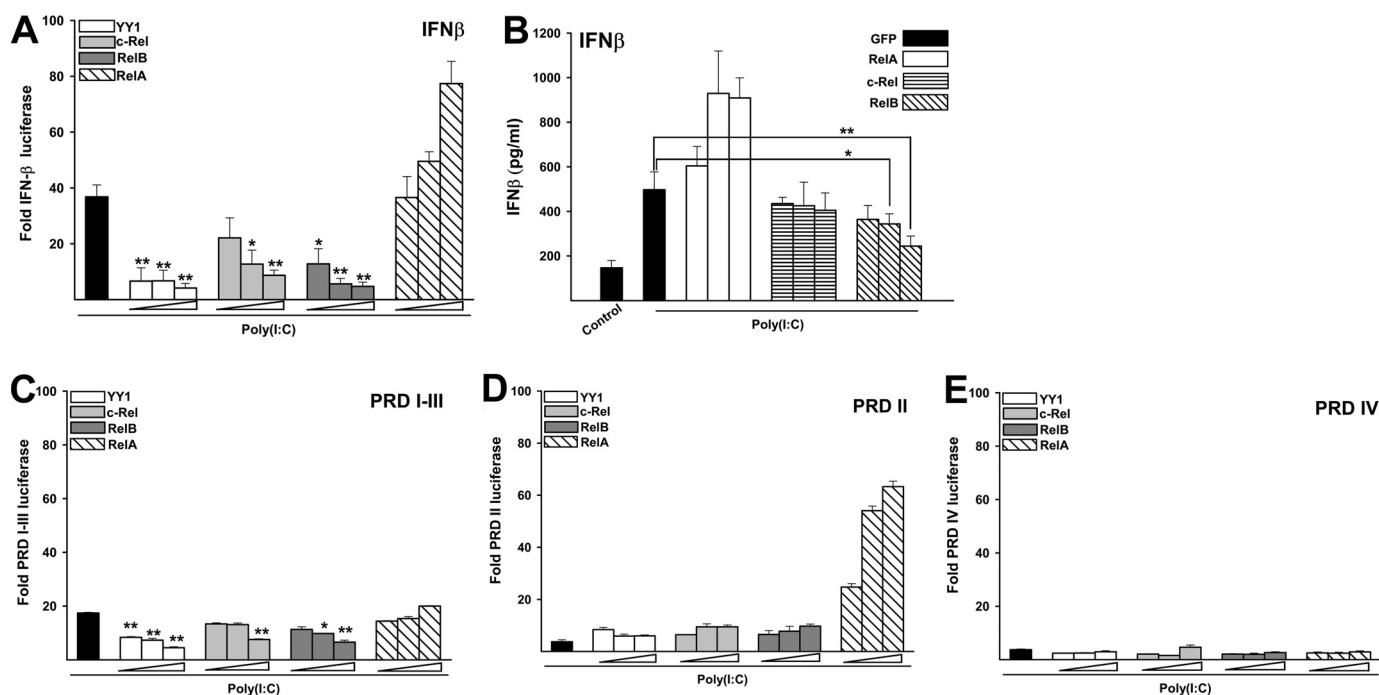 A
IFNβ
YY1
c-Rel
RelB
RelA
Fold IFN-β luciferase
100
80
60
40
20
** ** **
* **
* ** **
Poly(I:C)
B
IFNβ
GFP
RelA
c-Rel
RelB
IFNβ (pg/ml)
1200
1000
800
600
400
200
**
*
Control
Poly(I:C)
C
PRD I-III
YY1
c-Rel
RelB
RelA
Fold PRD I-III luciferase
100
80
60
40
20
** ** **
**
* **
Poly(I:C)
D
PRD II
YY1
c-Rel
RelB
RelA
Fold PRD II luciferase
100
80
60
40
20
Poly(I:C)
E
PRD IV
YY1
c-Rel
RelB
RelA
Fold PRD IV luciferase
100
80
60
40
20
Poly(I:C)